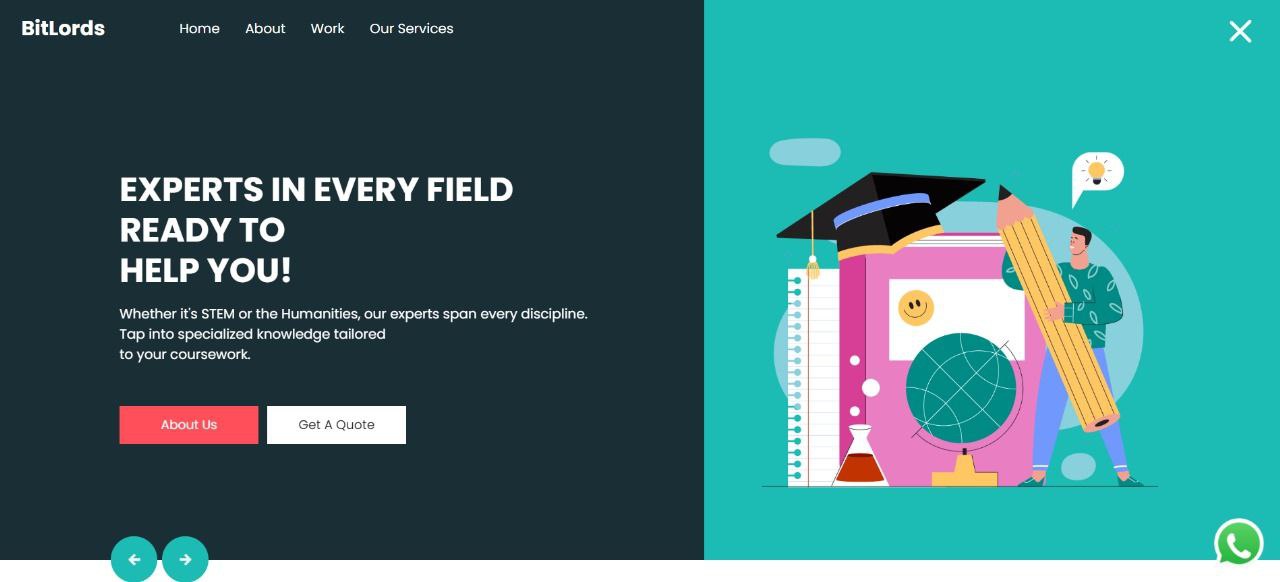 BitLords
Home About Work Our Services
EXPERTS IN EVERY FIELD
READY TO
HELP YOU!
Whether it's STEM or the Humanities, our experts span every discipline.
Tap into specialized knowledge tailored
to your coursework.
About Us Get A Quote